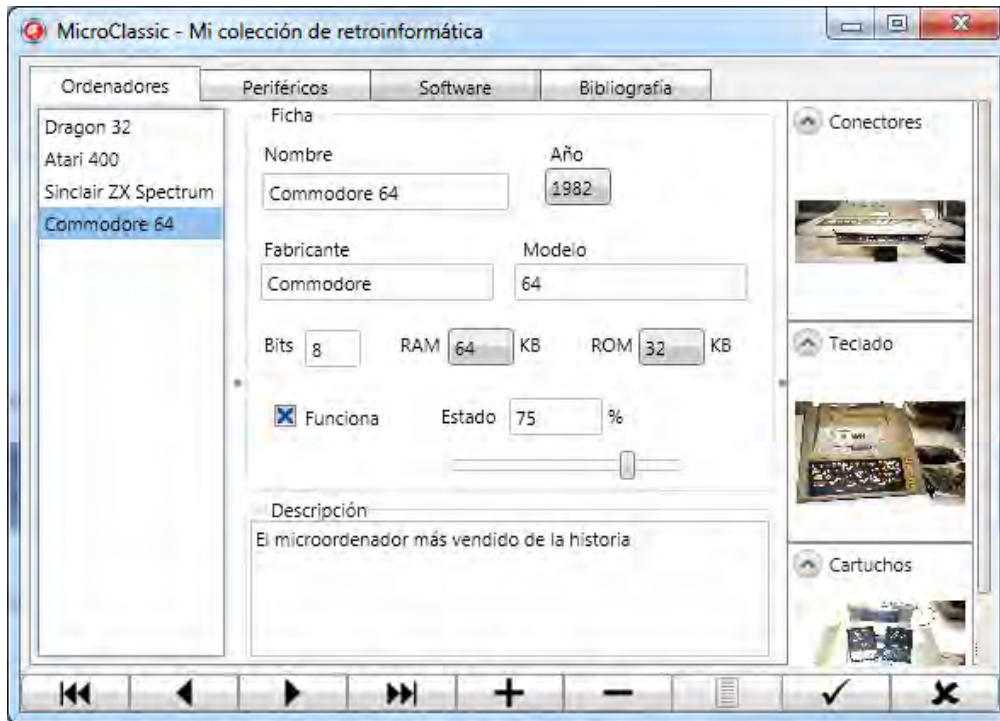 MicroClassic - Mi colección de retroinformática
Ordenadores
Periféricos
Software
Bibliografía
Dragon 32
Atari 400
Sinclair ZX Spectrum
Commodore 64
Ficha
Nombre
Año
Commodore 64
1982
Fabricante
Modelo
Commodore
64
Bits 8 RAM 64 KB ROM 32 KB
Funciona Estado 75 %
Descripción
El microordenador más vendido de la historia
Conectores
Teclado
Cartuchos